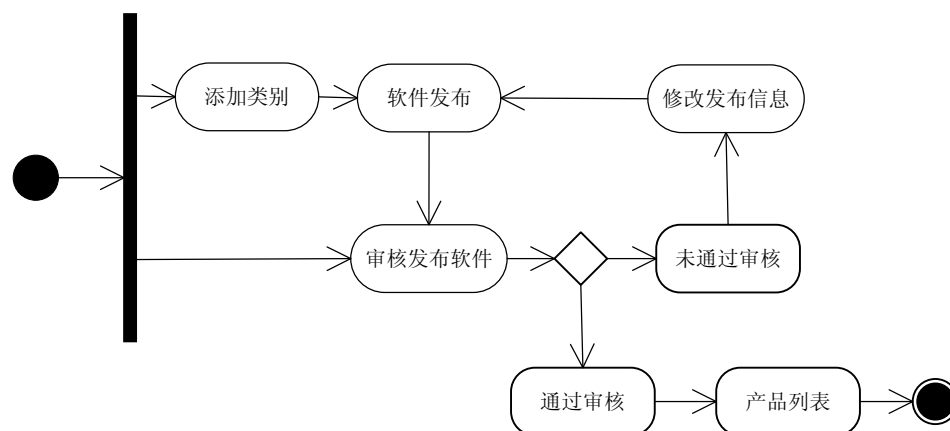 添加类别
软件发布
修改发布信息
审核发布软件
未通过审核
通过审核
产品列表